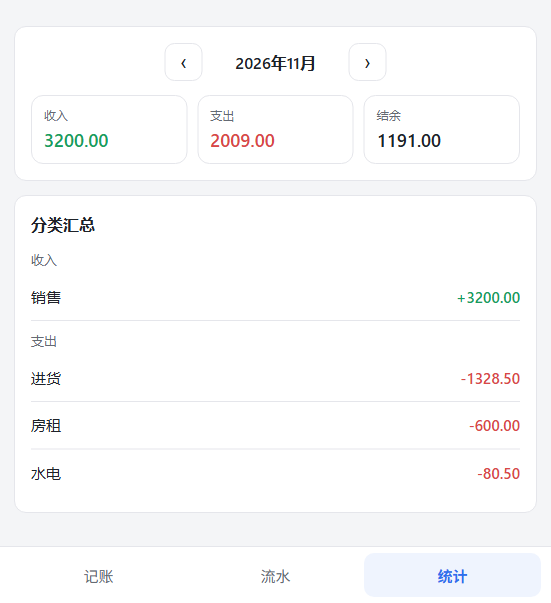 ‹ 2026年11月 ›
收入 支出 结余
3200.00 2009.00 1191.00
分类汇总
收入
销售 +3200.00
支出
进货 -1328.50
房租 -600.00
水电 -80.50
记账 流水 统计